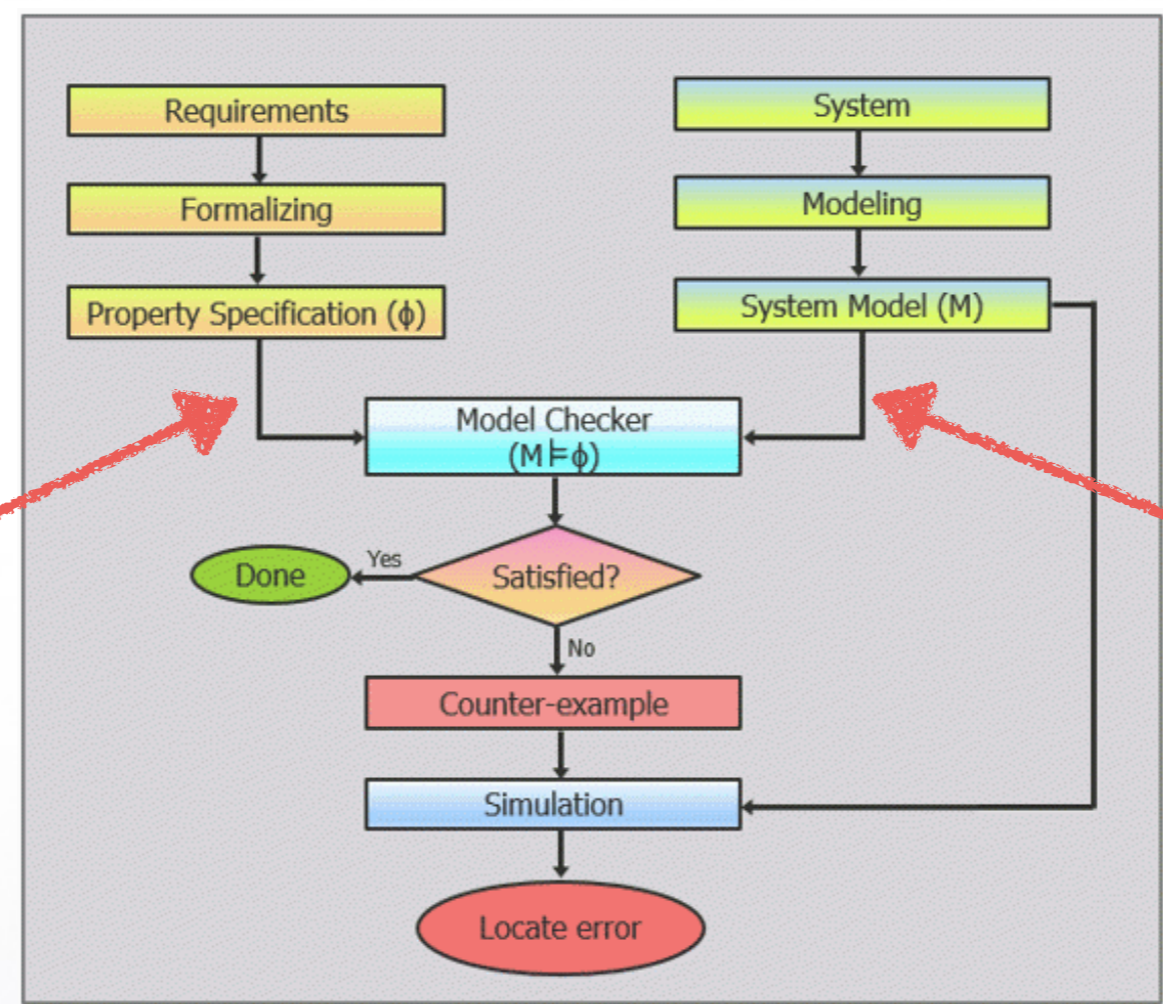 Requirements
System
Formalizing
Modeling
Property Specification (ϕ)
System Model (M)
Model Checker
(M⊨ϕ)
Satisfied?
Yes
Done
No
Counter-example
Simulation
Locate error